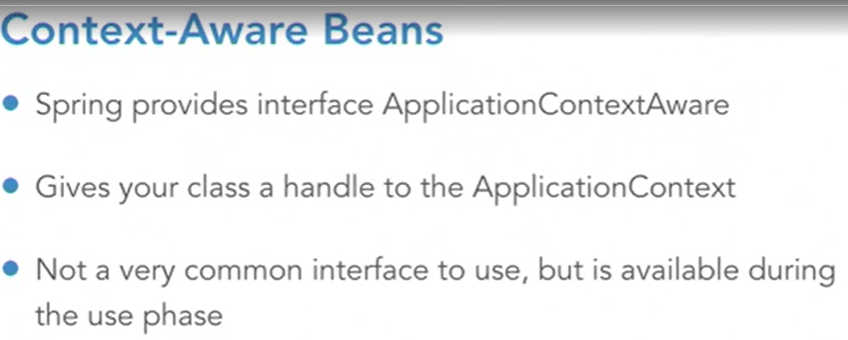 Context-Aware Beans
Spring provides interface ApplicationContextAware
Gives your class a handle to the ApplicationContext
Not a very common interface to use, but is available during
the use phase